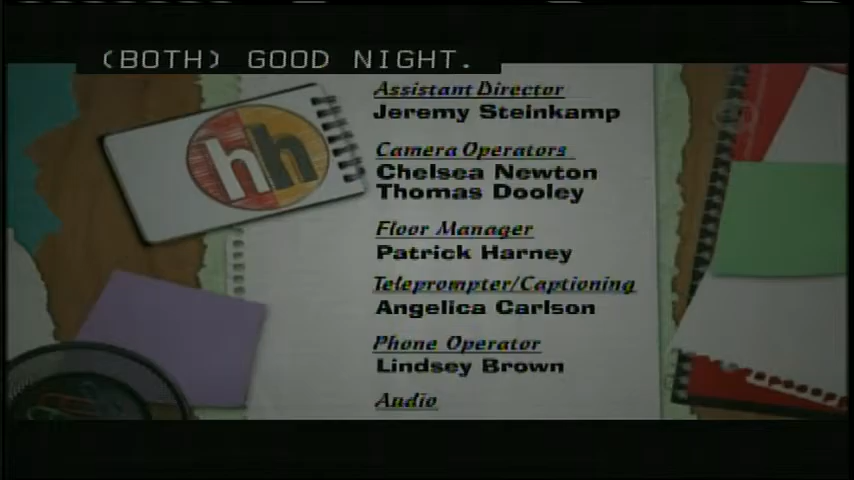 (BOTH) GOOD NIGHT.
hh
Assistant Director
Jeremy Steinkamp
Camera Operators
Chelsea Newton
Thomas Dooley
Floor Manager
Patrick Harney
Teleprompter/Captioning
Angelica Carlson
Phone Operator
Lindsey Brown
Audio